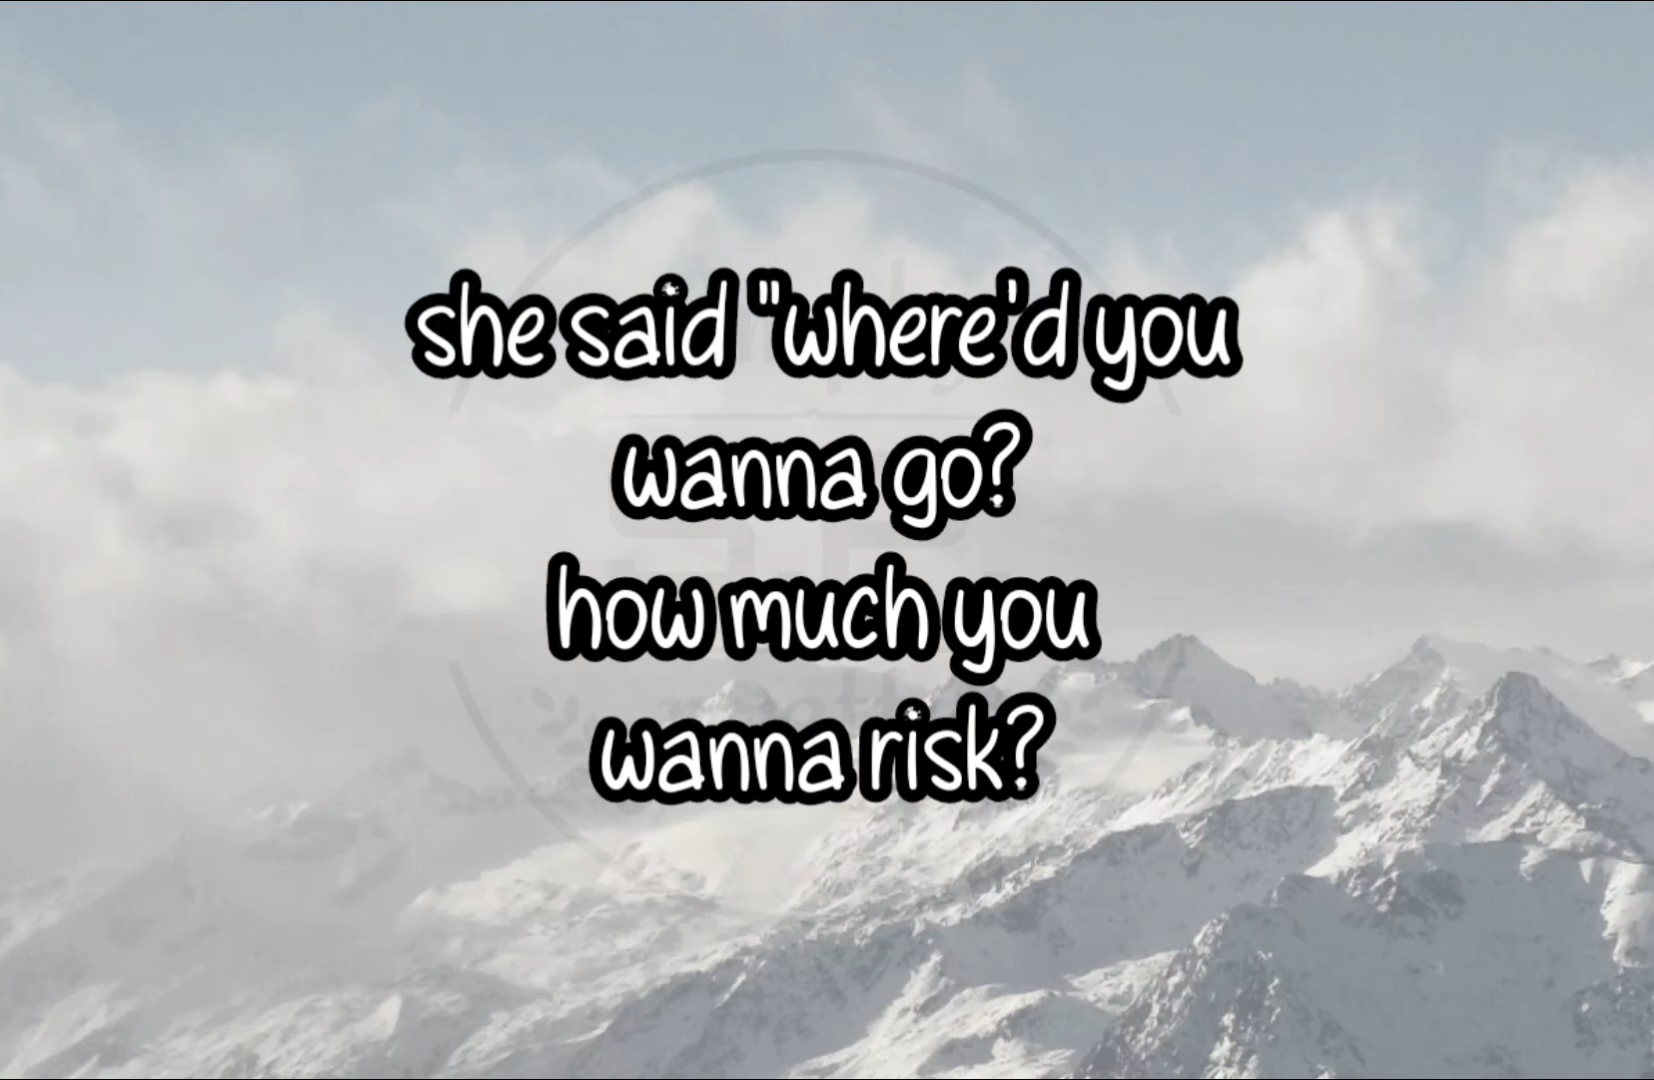 she said "where'd you
wanna go?
how much you
wanna risk?